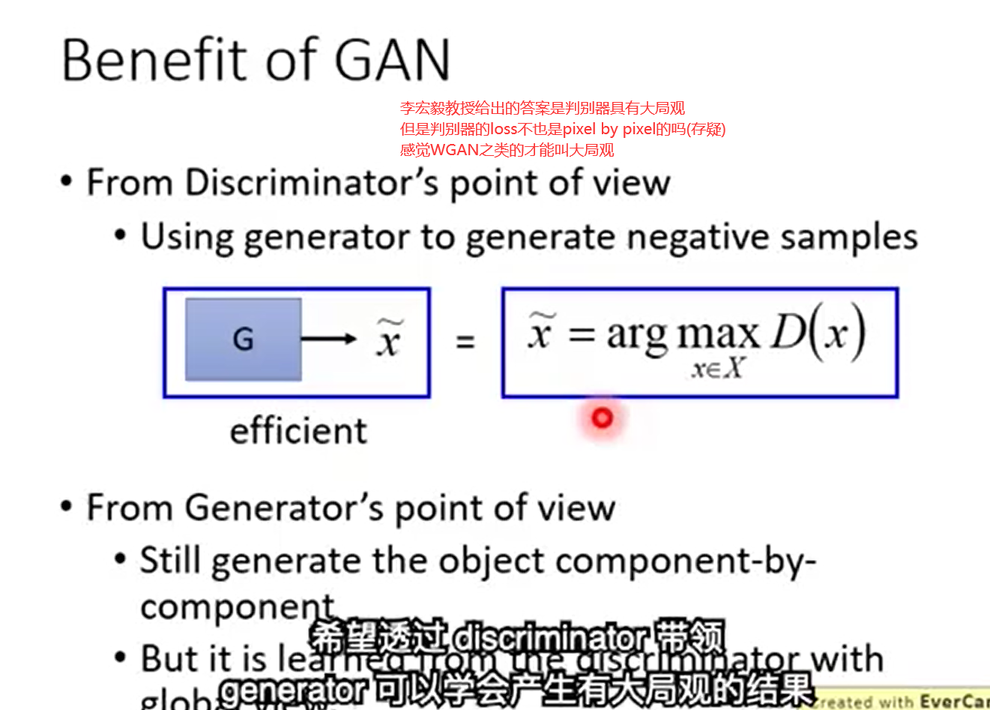 Benefit of GAN
李宏毅教授给出的答案是判别器具有大局观
但是判别器的loss不也是pixel by pixel的吗(存疑)
感觉WGAN之类的才能叫大局观
• From Discriminator's point of view
• Using generator to generate negative samples
G → x̃ = x̃ = arg max D(x)
x∈X
efficient
• From Generator's point of view
• Still generate the object component-by-
component
希望透过 discriminator 带领
• But it is learned from the discriminator with
global view
generator 可以学会产生有大局观的结果
created with EverCam